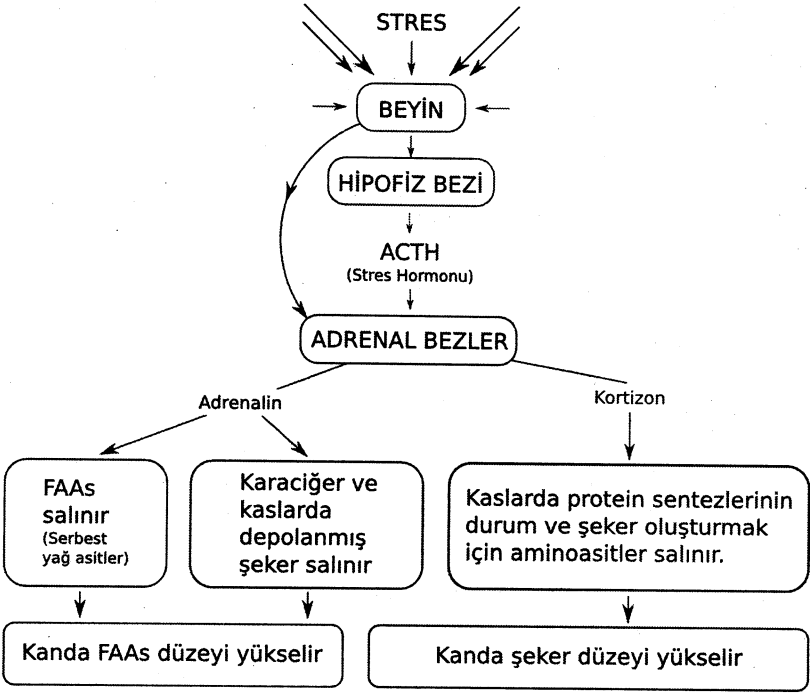 STRES
BEYİN
HİPOFİZ BEZİ
ACTH
(Stres Hormonu)
ADRENAL BEZLER
Adrenalin
Kortizon
FAAs
salınır
(Serbest
yağ asitler)
Karaciğer ve
kaslarda
depolanmış
şeker salınır
Kaslarda protein sentezlerinin
durum ve şeker oluşturmak
için aminoasitler salınır.
Kanda FAAs düzeyi yükselir
Kanda şeker düzeyi yükselir